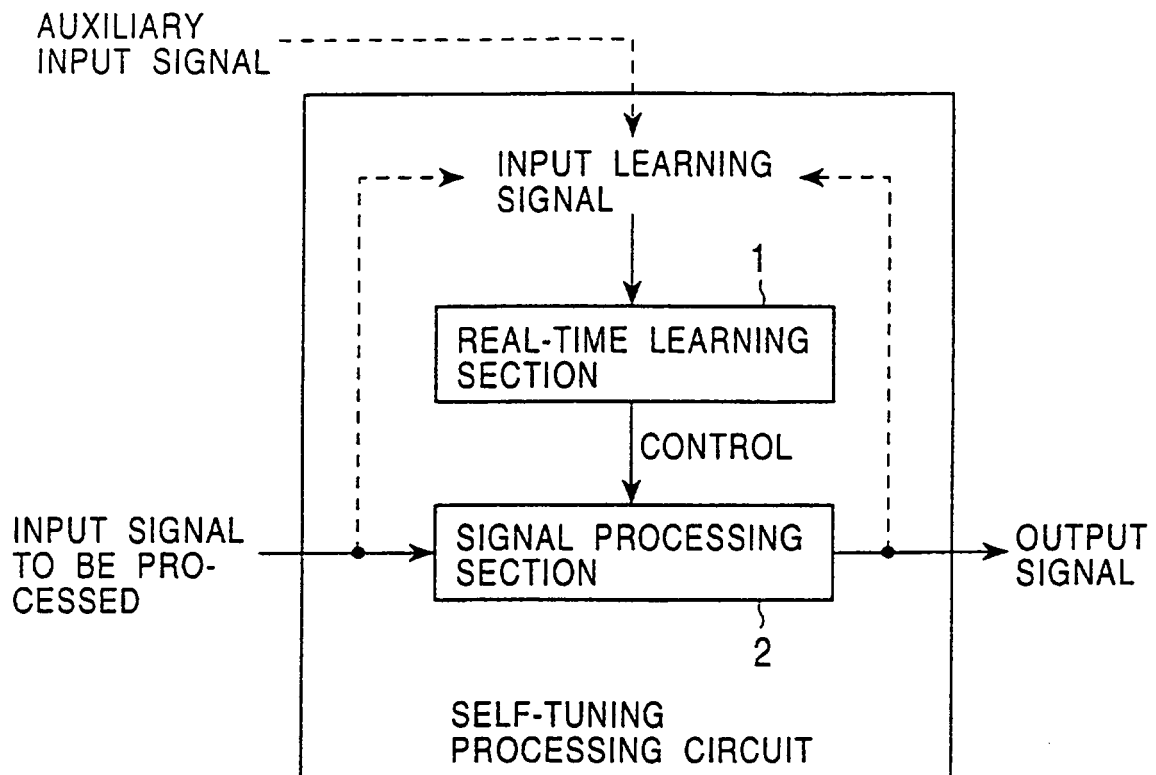 AUXILIARY
INPUT SIGNAL
INPUT LEARNING
SIGNAL
1
REAL-TIME LEARNING
SECTION
CONTROL
INPUT SIGNAL
TO BE PRO-
CESSED
SIGNAL PROCESSING
SECTION
OUTPUT
SIGNAL
2
SELF-TUNING
PROCESSING CIRCUIT